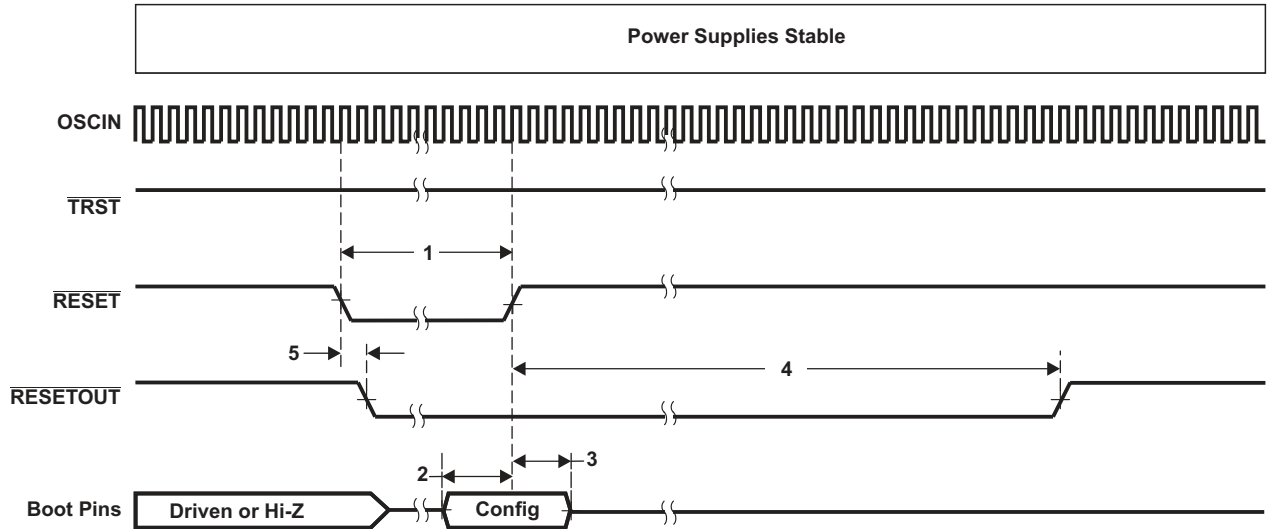 Power Supplies Stable
OSCIN
TRST
1
RESET
5
4
RESETOUT
2
3
Boot Pins
Driven or Hi-Z
Config